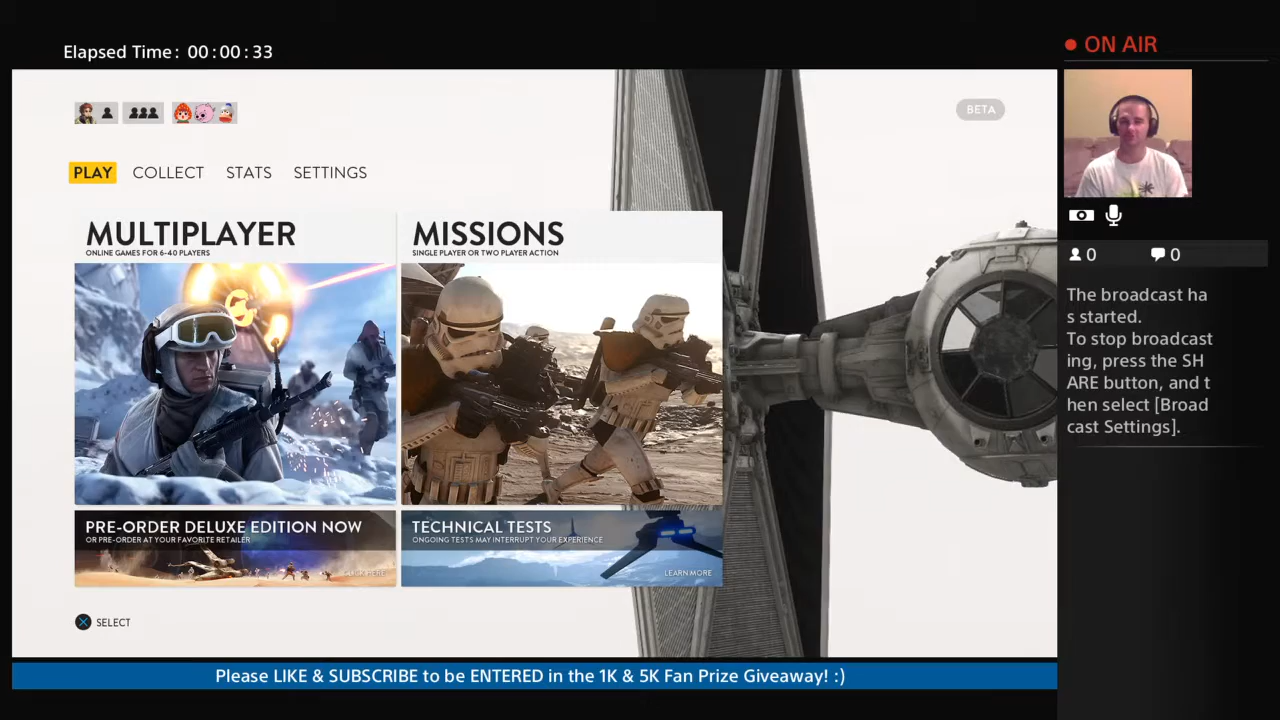 Elapsed Time: 00:00:33
ON AIR
BETA
PLAY COLLECT STATS SETTINGS
MULTIPLAYER
ONLINE GAMES FOR 6-40 PLAYERS
MISSIONS
SINGLE PLAYER OR TWO PLAYER ACTION
0 0
The broadcast ha
s started.
To stop broadcast
ing, press the SH
ARE button, and t
hen select [Broad
cast Settings].
PRE-ORDER DELUXE EDITION NOW
OR PRE-ORDER AT YOUR FAVORITE RETAILER
CLICK HERE
TECHNICAL TESTS
ONGOING TESTS MAY INTERRUPT YOUR EXPERIENCE
LEARN MORE
SELECT
Please LIKE & SUBSCRIBE to be ENTERED in the 1K & 5K Fan Prize Giveaway! :)